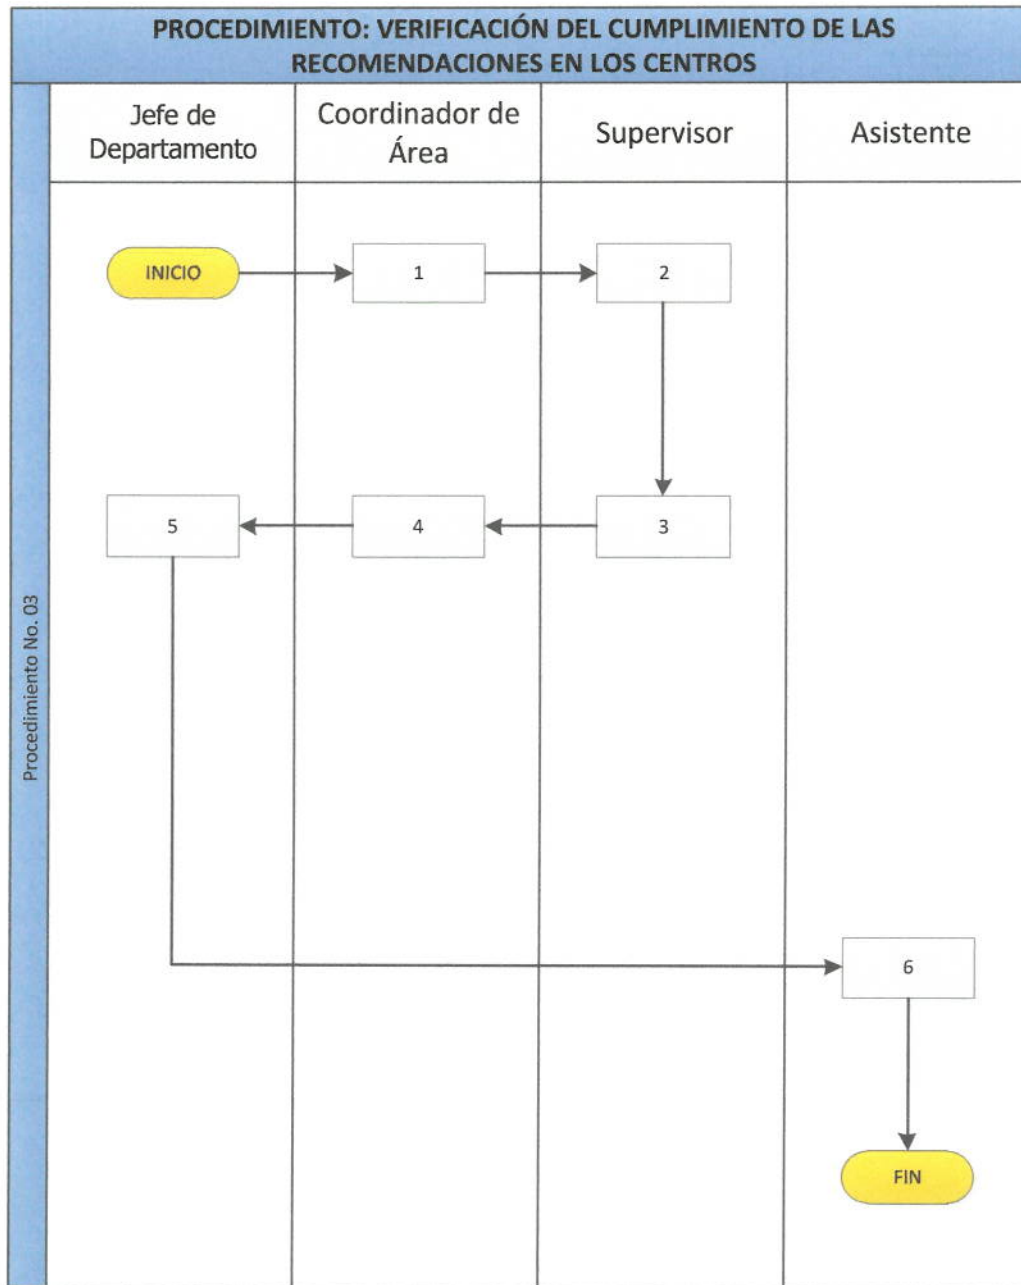 PROCEDIMIENTO: VERIFICACIÓN DEL CUMPLIMIENTO DE LAS
RECOMENDACIONES EN LOS CENTROS
Procedimiento No. 03
Jefe de
Departamento
Coordinador de
Área
Supervisor
Asistente
INICIO
1
2
5
4
3
6
FIN